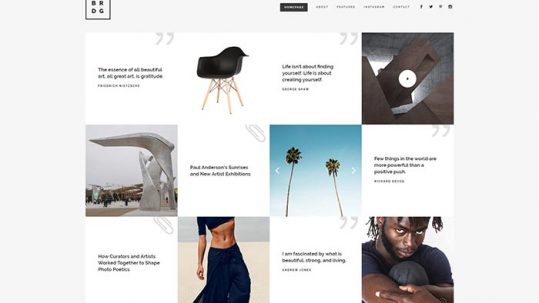 BR
DG
HOMEPAGE ABOUT FEATURES INSTAGRAM CONTACT
The essence of all beautiful
art, all great art, is gratitude.
FRIEDRICH NIETZSCHE
Life isn't about finding
yourself. Life is about
creating yourself.
GEORGE SHAW
Paul Anderson's Sunrises
and New Artist Exhibitions
Few things in the world are
more powerful than a
positive push.
RICHARD DEVOS
How Curators and Artists
Worked Together to Shape
Photo Poetics
I am fascinated by what is
beautiful, strong, and living.
ANDREW JONES